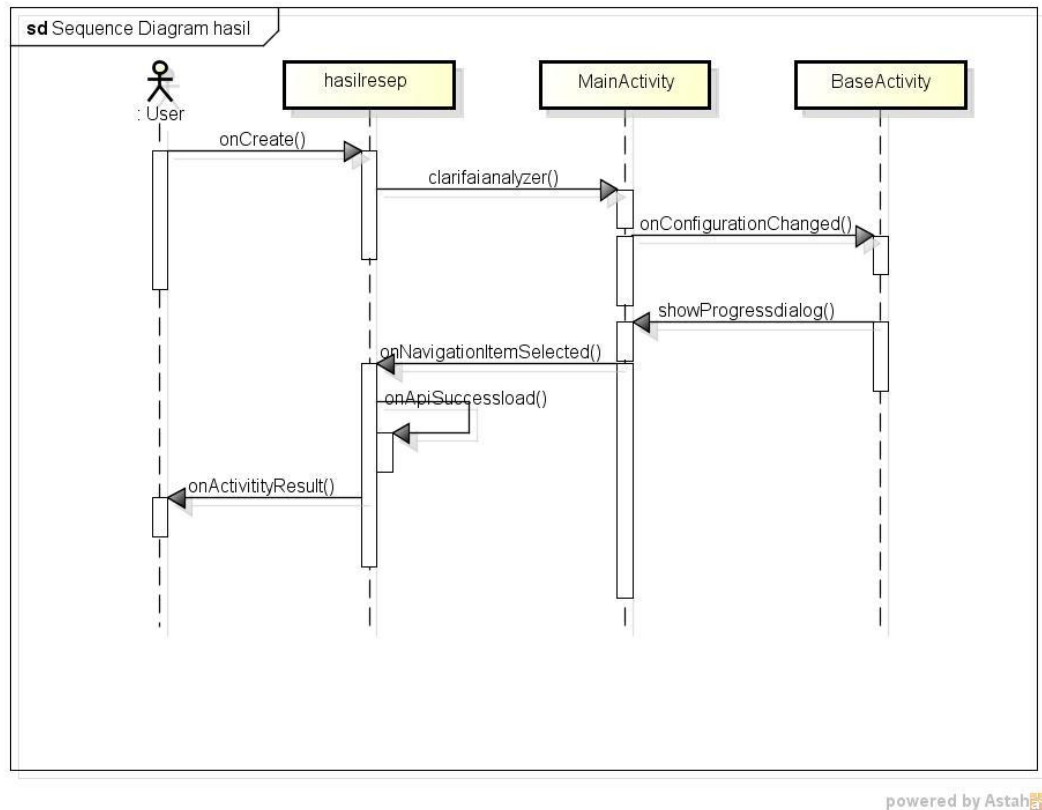 sd Sequence Diagram hasil
: User
hasilresep
MainActivity
BaseActivity
onCreate()
clarifaianalyzer()
onConfigurationChanged()
showProgressdialog()
onNavigationItemSelected()
onApiSuccessload()
onActivitityResult()
powered by Astah